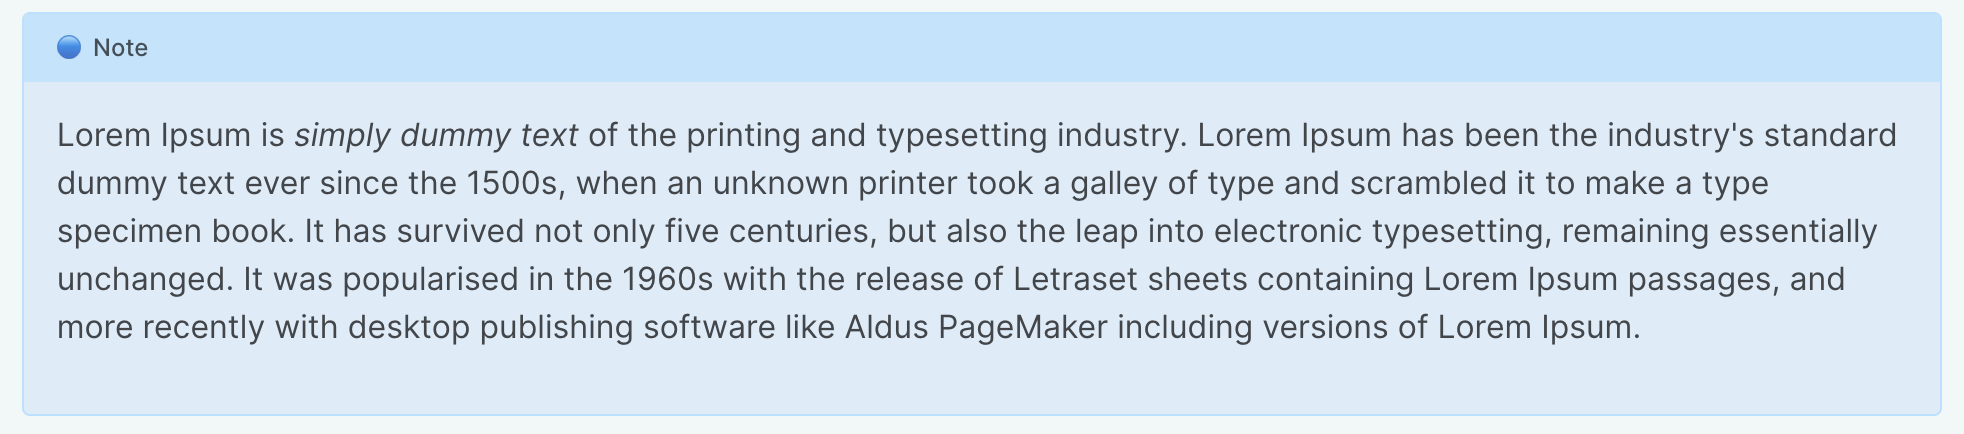 Note
Lorem Ipsum is simply dummy text of the printing and typesetting industry. Lorem Ipsum has been the industry's standard
dummy text ever since the 1500s, when an unknown printer took a galley of type and scrambled it to make a type
specimen book. It has survived not only five centuries, but also the leap into electronic typesetting, remaining essentially
unchanged. It was popularised in the 1960s with the release of Letraset sheets containing Lorem Ipsum passages, and
more recently with desktop publishing software like Aldus PageMaker including versions of Lorem Ipsum.